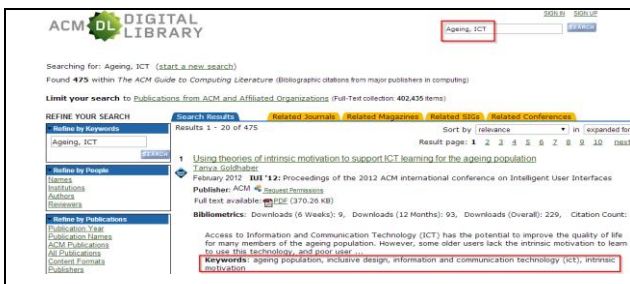 SIGN IN SIGN UP
ACM DL DIGITAL LIBRARY
Ageing, ICT SEARCH
Searching for: Ageing, ICT (start a new search)
Found 475 within The ACM Guide to Computing Literature (Bibliographic citations from major publishers in computing)
Limit your search to Publications from ACM and Affiliated Organizations (Full-Text collection: 402,435 items)
REFINE YOUR SEARCH
Refine by Keywords
Ageing, ICT
SEARCH
Refine by People
Names
Institutions
Authors
Reviewers
Refine by Publications
Publication Year
Publication Names
ACM Publications
All Publications
Content Formats
Publishers
Search Results Related Journals Related Magazines Related SIGs Related Conferences
Results 1 - 20 of 475 Sort by relevance in expanded for
Result page: 1 2 3 4 5 6 7 8 9 10 next
1 Using theories of intrinsic motivation to support ICT learning for the ageing population
Tanya Goldhaber
February 2012 IUI '12: Proceedings of the 2012 ACM international conference on Intelligent User Interfaces
Publisher: ACM Request Permissions
Full text available: PDF (370.26 KB)
Bibliometrics: Downloads (6 Weeks): 9, Downloads (12 Months): 93, Downloads (Overall): 229, Citation Count:
Access to Information and Communication Technology (ICT) has the potential to improve the quality of life
for many members of the ageing population. However, some older users lack the intrinsic motivation to learn
to use this technology, and poor user ...
Keywords: ageing population, inclusive design, information and communication technology (ict), intrinsic
motivation